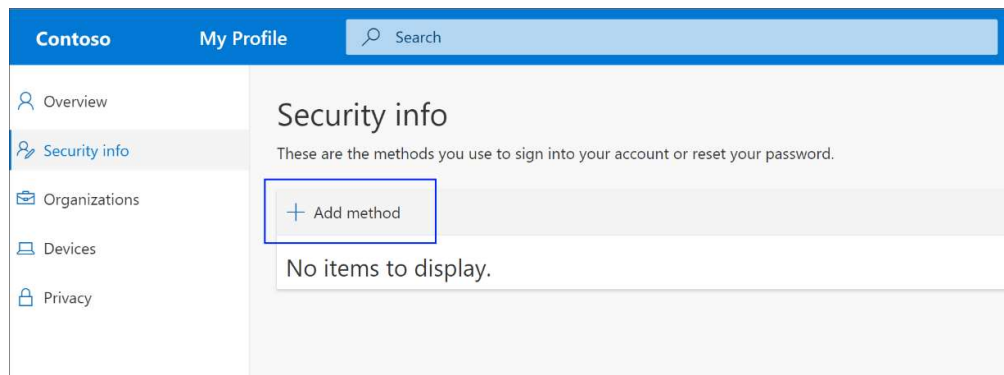 Contoso
My Profile
Search
Overview
Security info
Organizations
Devices
Privacy
Security info
These are the methods you use to sign into your account or reset your password.
+ Add method
No items to display.